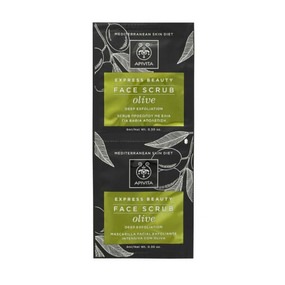 MEDITERRANEAN SKIN DIET
APIVITA
EXPRESS BEAUTY
FACE SCRUB
olive
DEEP EXFOLIATION
MEDITERRANEAN SKIN DIET
APIVITA
EXPRESS BEAUTY
FACE SCRUB
olive
DEEP EXFOLIATION